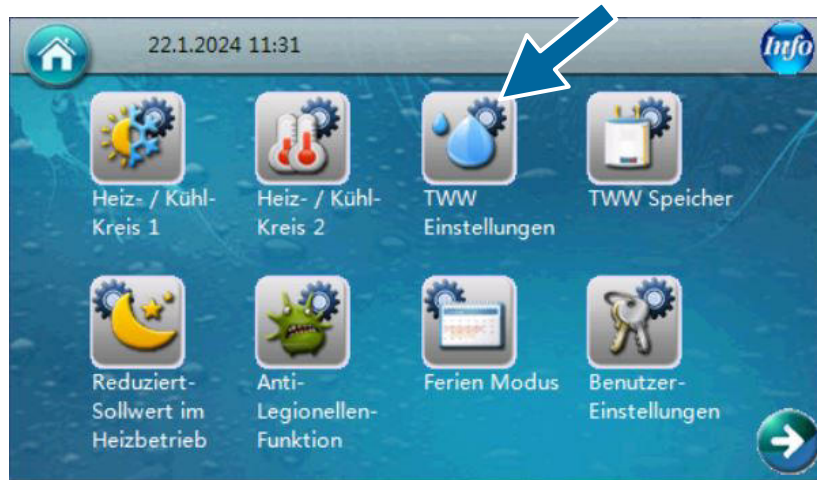 22.1.2024 11:31
Info
Heiz- / Kühl-
Kreis 1
Heiz- / Kühl-
Kreis 2
TWW
Einstellungen
TWW Speicher
Reduziert-
Sollwert im
Heizbetrieb
Anti-
Legionellen-
Funktion
Ferien Modus
Benutzer-
Einstellungen